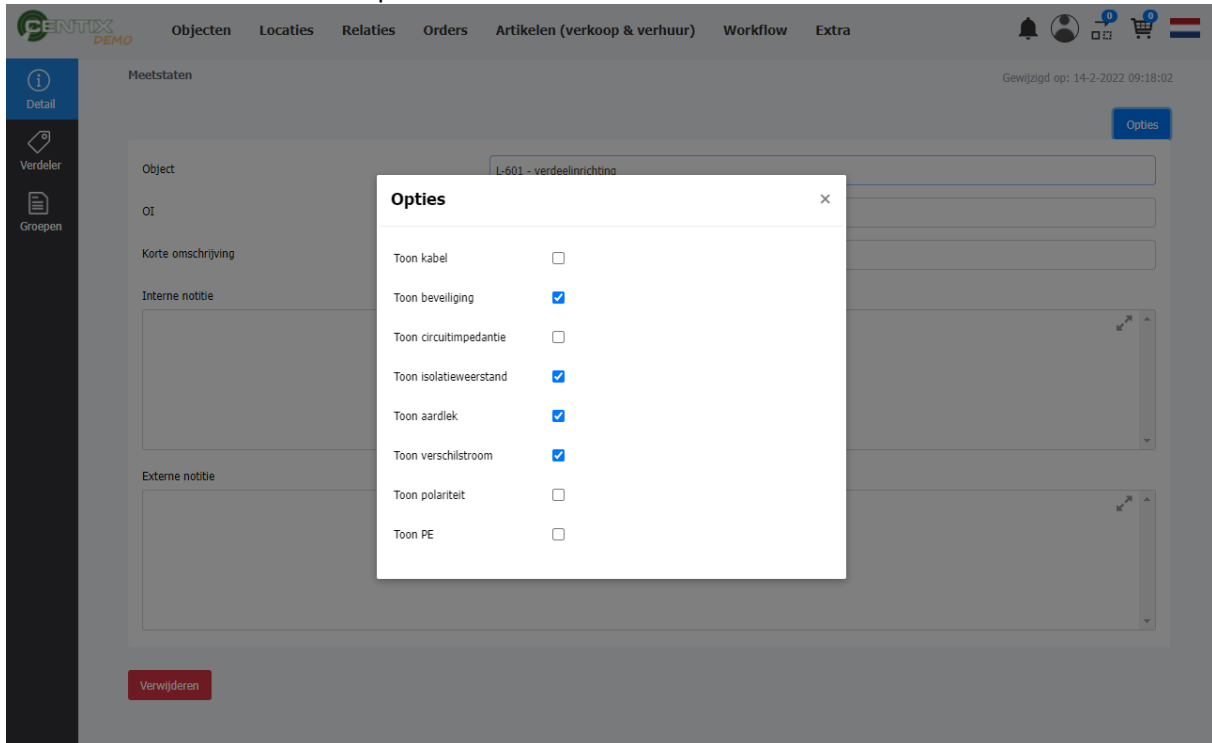 CENTIX
DEMO
Objecten Locaties Relaties Orders Artikelen (verkoop & verhuur) Workflow Extra
0 0
Detail
Verdeler
Groepen
Meetstaten
Gewijzigd op: 14-2-2022 09:18:02
Opties
Object
L-601 - verdeelinrichting
OI
Korte omschrijving
Interne notitie
Externe notitie
Verwijderen
Opties ×
Toon kabel
Toon beveiliging
Toon circuitimpedantie
Toon isolatieweerstand
Toon aardlek
Toon verschilstroom
Toon polariteit
Toon PE